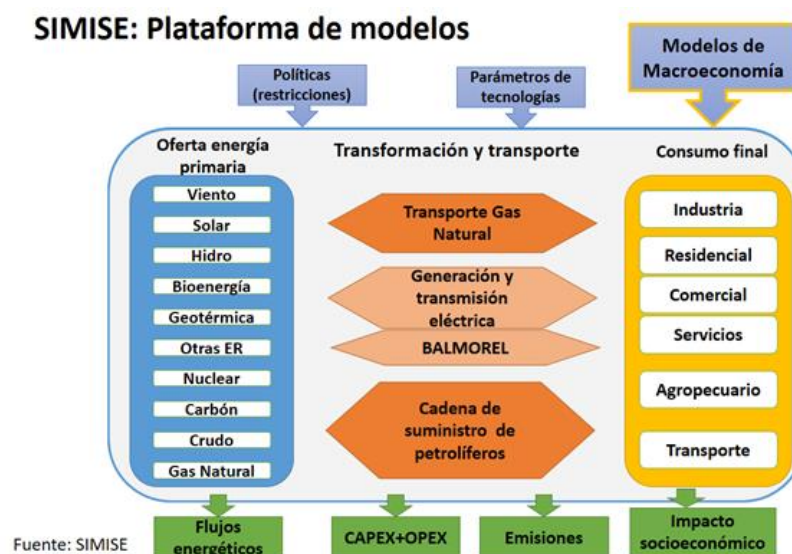 SIMISE: Plataforma de modelos
Políticas
(restricciones)
Parámetros de
tecnologías
Modelos de
Macroeconomía
Oferta energía
primaria
Transformación y transporte
Consumo final
Viento
Solar
Hidro
Bioenergía
Geotérmica
Otras ER
Nuclear
Carbón
Crudo
Gas Natural
Transporte Gas
Natural
Generación y
transmisión
eléctrica
BALMOREL
Cadena de
suministro de
petrolíferos
Industria
Residencial
Comercial
Servicios
Agropecuario
Transporte
Flujos
energéticos
CAPEX+OPEX
Emisiones
Impacto
socioeconómico
Fuente: SIMISE